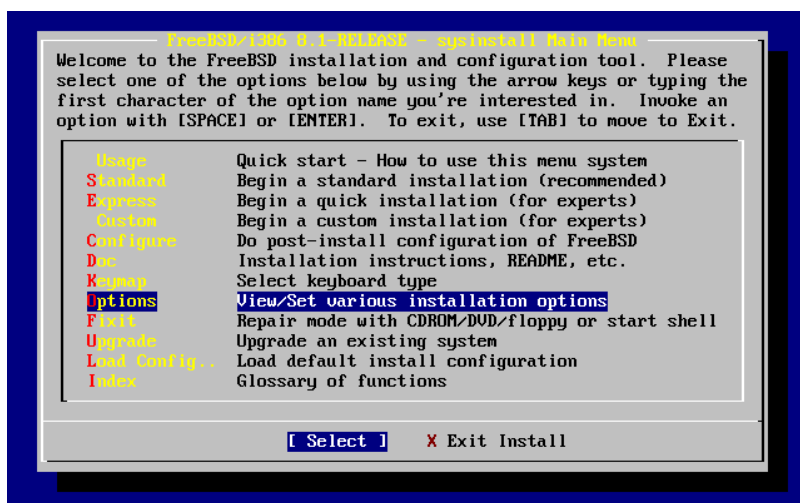 FreeBSD/i386 8.1-RELEASE - sysinstall Main Menu
Welcome to the FreeBSD installation and configuration tool.  Please
select one of the options below by using the arrow keys or typing the
first character of the option name you're interested in.  Invoke an
option with [SPACE] or [ENTER].  To exit, use [TAB] to move to Exit.
Usage Quick start - How to use this menu system
Standard Begin a standard installation (recommended)
Express Begin a quick installation (for experts)
Custom Begin a custom installation (for experts)
Configure Do post-install configuration of FreeBSD
Doc Installation instructions, README, etc.
Keymap Select keyboard type
Options View/Set various installation options
Fixit Repair mode with CDROM/DVD/floppy or start shell
Upgrade Upgrade an existing system
Load Config.. Load default install configuration
Index Glossary of functions
[ Select ] X Exit Install